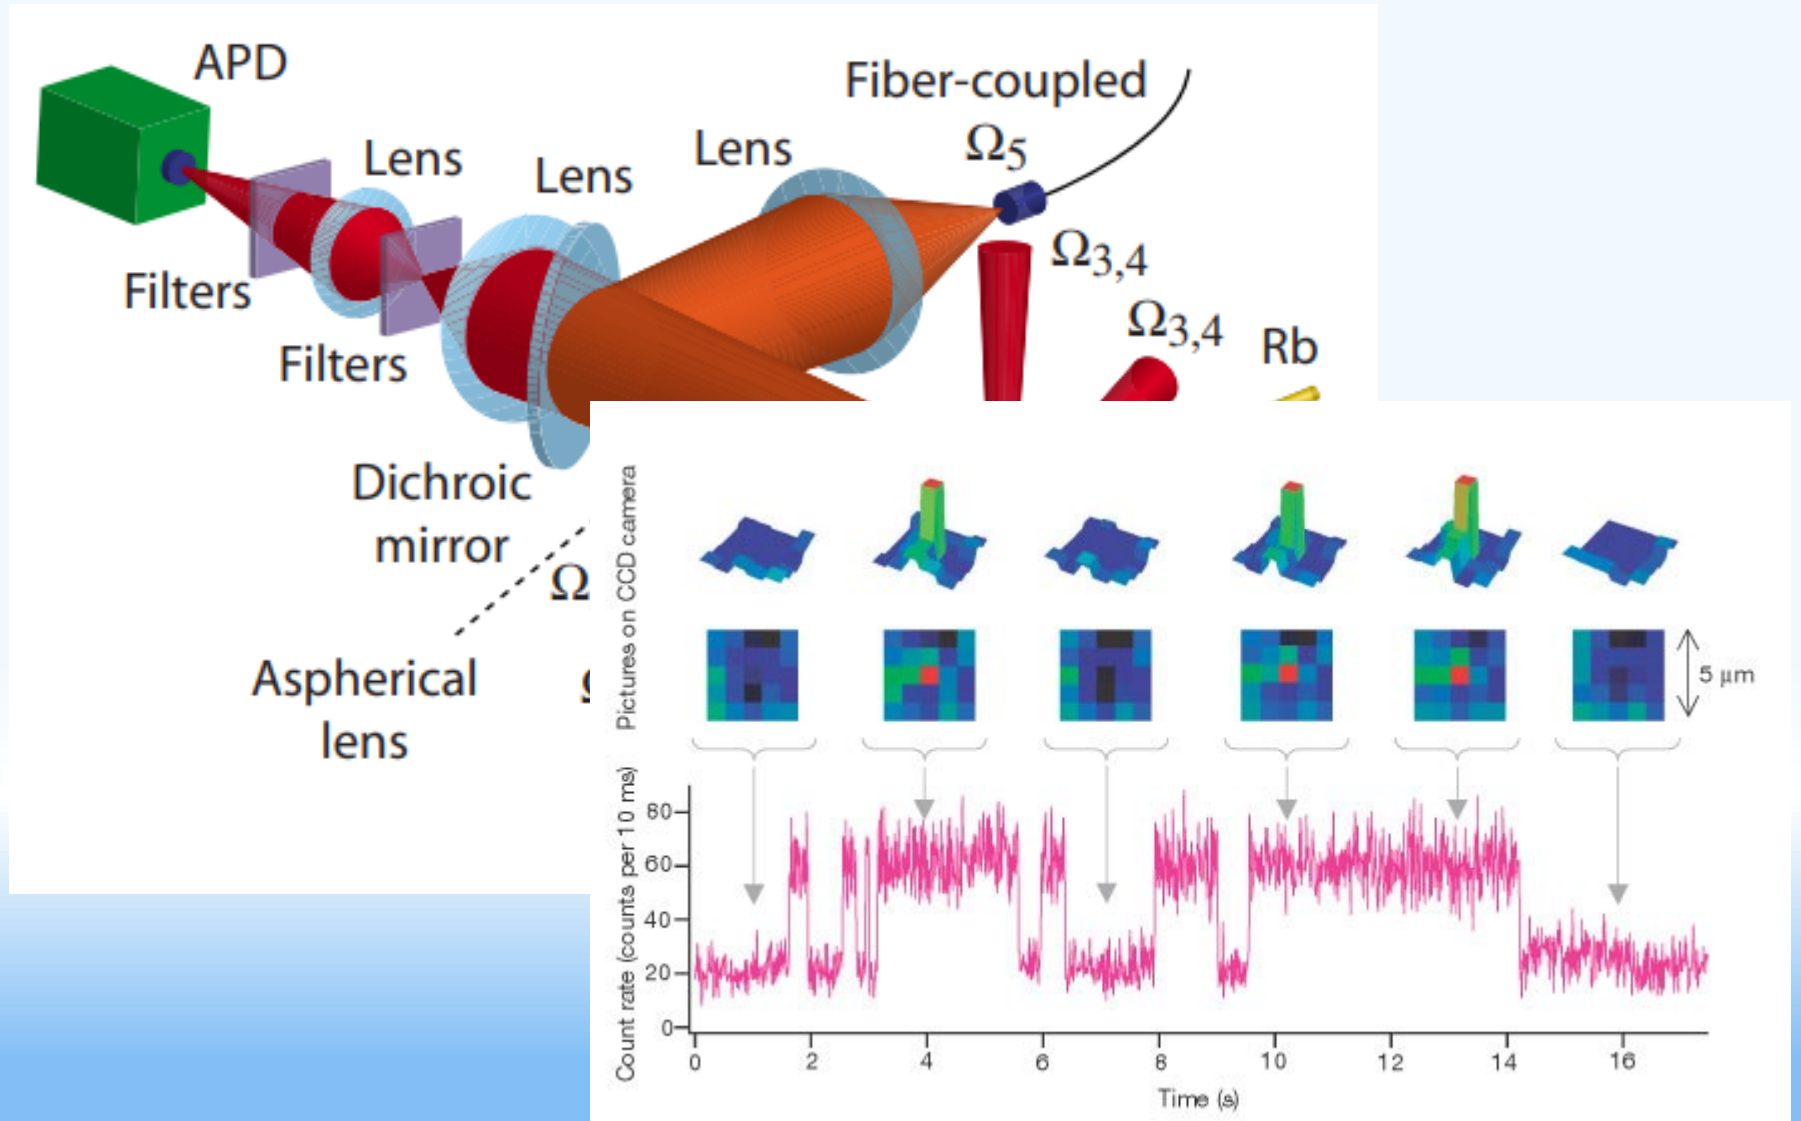 APD
Fiber-coupled
Ω5
Lens
Lens
Lens
Ω3,4
Ω3,4
Rb
Filters
Filters
Dichroic
mirror
Ω
Aspherical
lens
Pictures on CCD camera
5 μm
Count rate (counts per 10 ms)
80
60
40
20
0
0 2 4 6 8 10 12 14 16
Time (s)